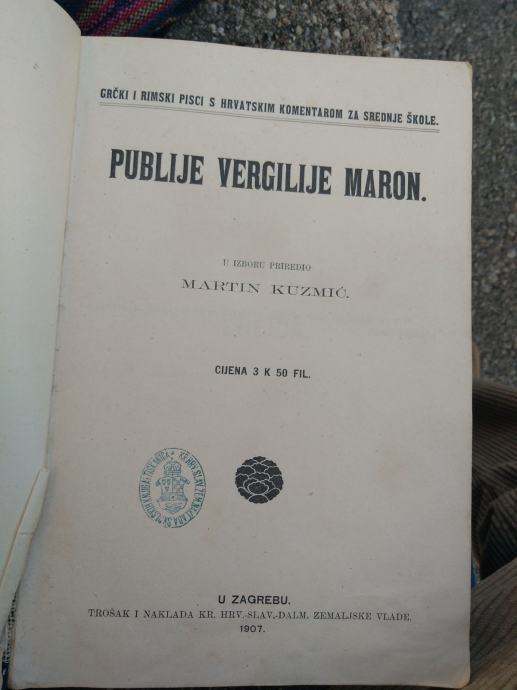 GRČKI I RIMSKI PISCI S HRVATSKIM KOMENTAROM ZA SREDNJE ŠKOLE.
PUBLIJE VERGILIJE MARON.
U IZBORU PRIREDIO
MARTIN KUZMIĆ.
CIJENA 3 K 50 FIL.
U ZAGREBU.
TROŠAK I NAKLADA KR. HRV.-SLAV.-DALM. ZEMALJSKE VLADE.
1907.